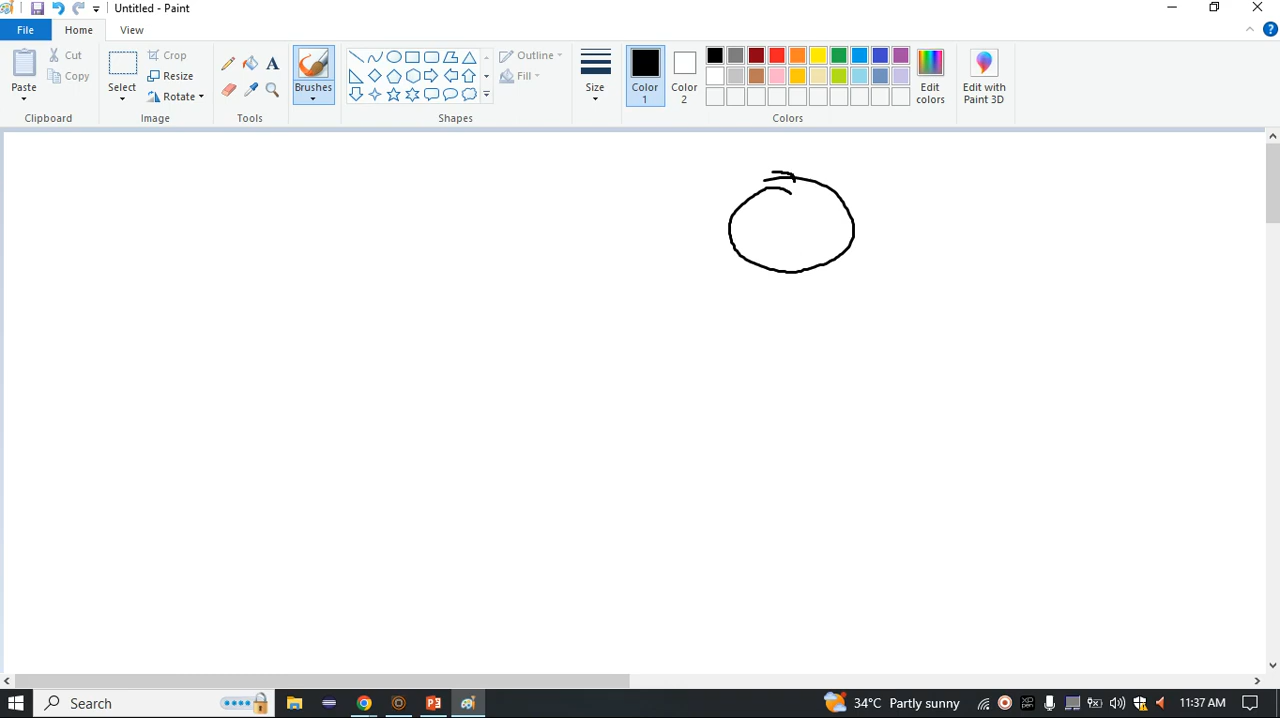 Untitled - Paint
File Home View
Paste
Cut
Copy
Clipboard
Select
Crop
Resize
Rotate
Image
Tools
Brushes
Shapes
Outline
Fill
Size
Color 1
Color 2
Colors
Edit colors
Edit with Paint 3D
Search
34°C Partly sunny
11:37 AM